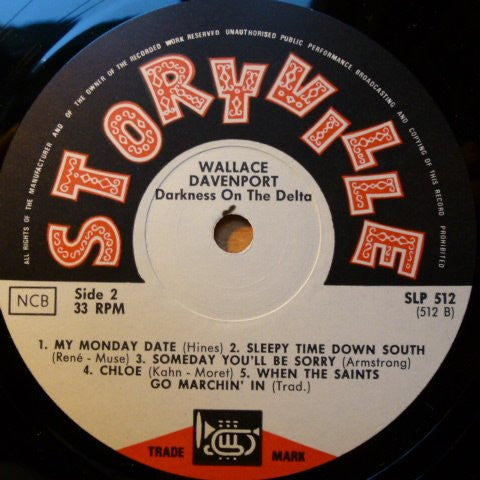 ALL RIGHTS OF THE MANUFACTURER AND OF THE OWNER OF THE RECORDED WORK RESERVED UNAUTHORISED PUBLIC PERFORMANCE BROADCASTING AND COPYING OF THIS RECORD PROHIBITED
STORYVILLE
WALLACE
DAVENPORT
Darkness On The Delta
NCB
Side 2
33 RPM
SLP 512
(512 B)
1. MY MONDAY DATE (Hines) 2. SLEEPY TIME DOWN SOUTH
(René - Muse) 3. SOMEDAY YOU'LL BE SORRY (Armstrong)
4. CHLOE (Kahn - Moret) 5. WHEN THE SAINTS
GO MARCHIN' IN (Trad.)
TRADE MARK